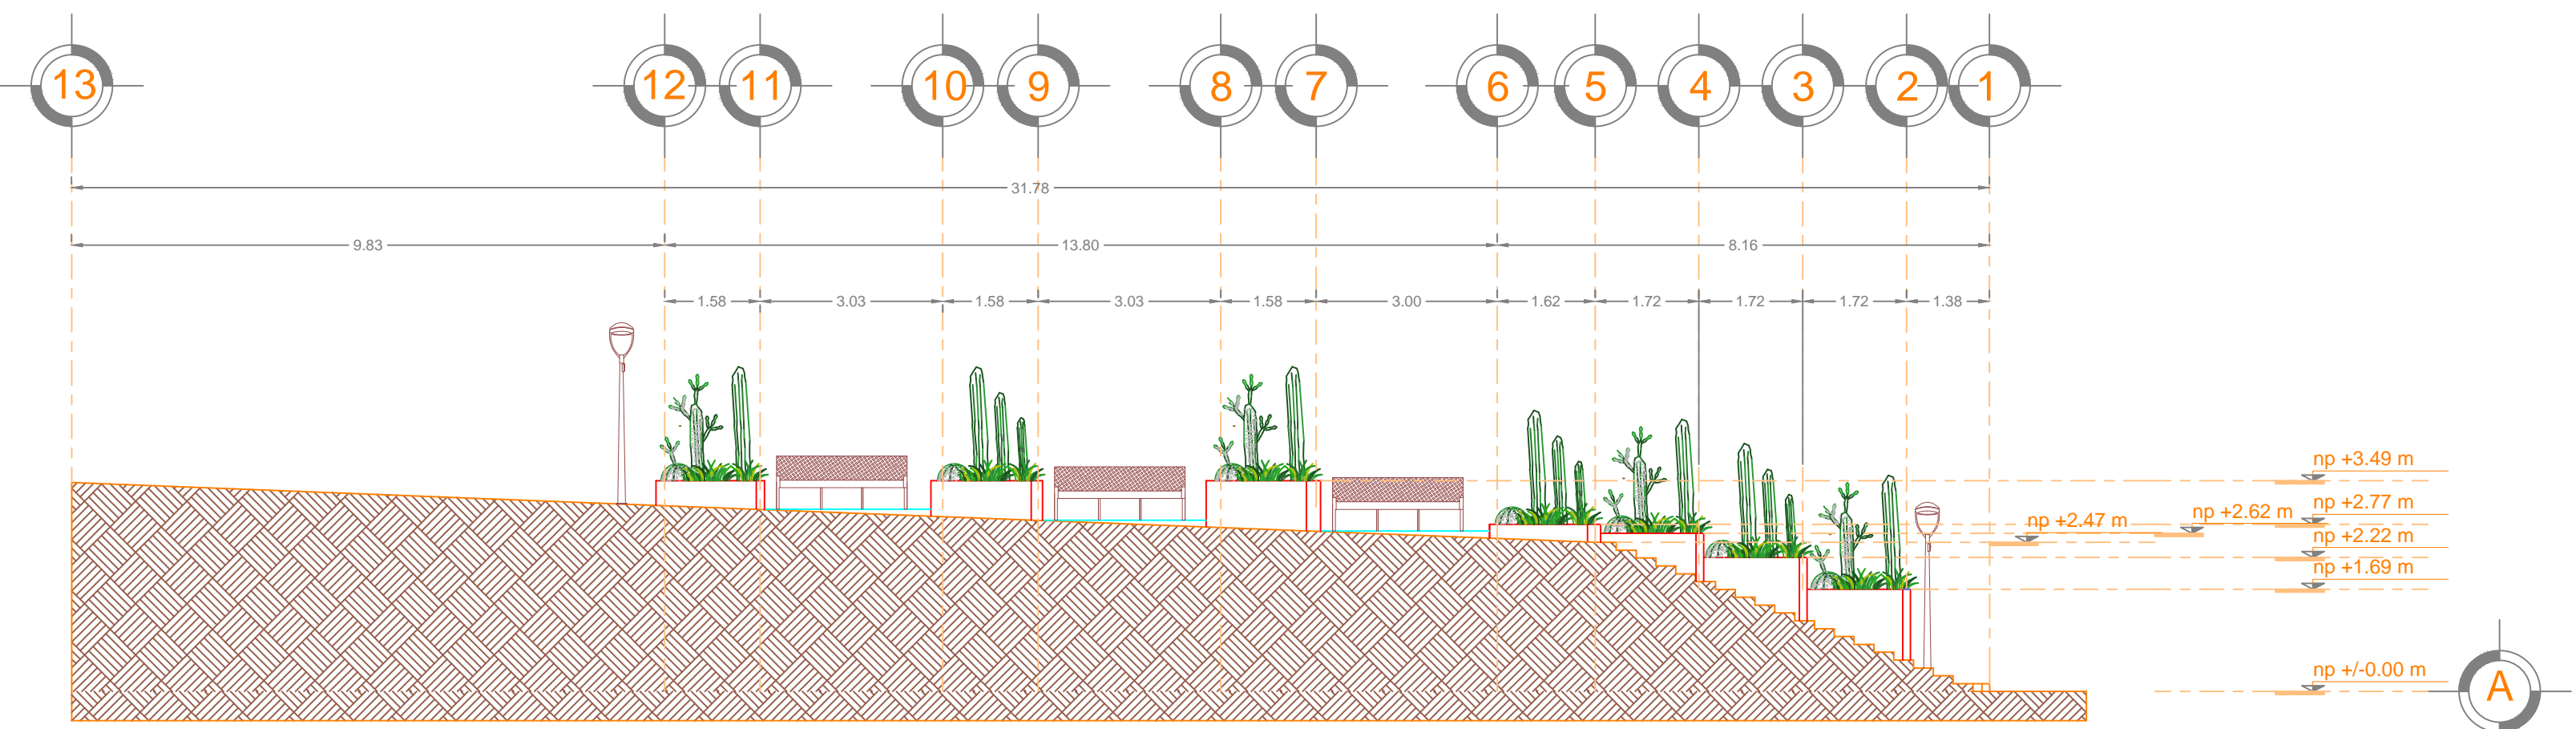 13 12 11 10 9 8 7 6 5 4 3 2 1
31.78
9.83 13.80 8.16
1.58 3.03 1.58 3.03 1.58 3.00 1.62 1.72 1.72 1.72 1.38
np +3.49 m
np +2.47 m np +2.62 m np +2.77 m
np +2.22 m
np +1.69 m
np +/-0.00 m
A